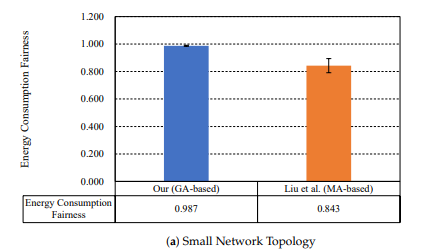 Energy Consumption Fairness
1.200
1.000
0.800
0.600
0.400
0.200
0.000
Our (GA-based) Liu et al. (MA-based)
Energy Consumption
Fairness
0.987 0.843
(a) Small Network Topology